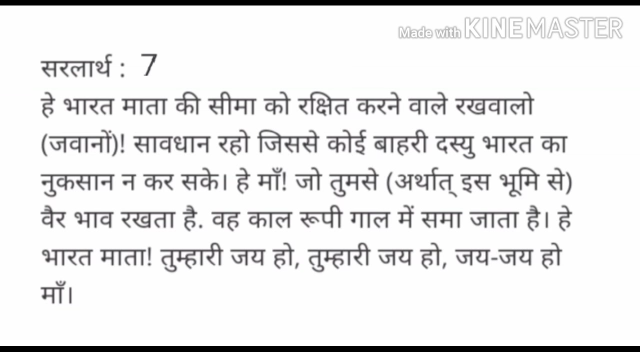 Made with KINEMASTER
सरलार्थ : 7
हे भारत माता की सीमा को रक्षित करने वाले रखवालो
(जवानों)! सावधान रहो जिससे कोई बाहरी दस्यु भारत का
नुकसान न कर सके। हे माँ! जो तुमसे (अर्थात् इस भूमि से)
वैर भाव रखता है. वह काल रूपी गाल में समा जाता है। हे
भारत माता! तुम्हारी जय हो, तुम्हारी जय हो, जय-जय हो
माँ।